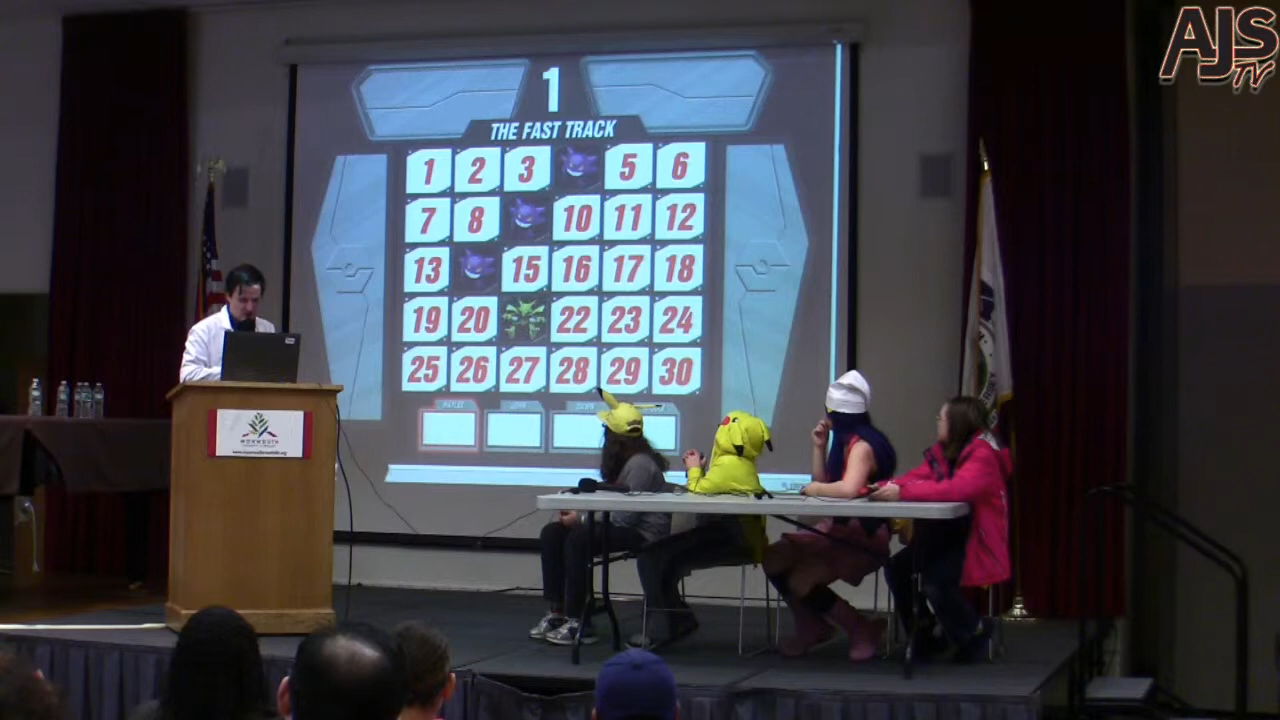 AJS
TV
1
THE FAST TRACK
1 2 3 5 6
7 8 10 11 12
13 15 16 17 18
19 20 22 23 24
25 26 27 28 29 30
MONMOUTH